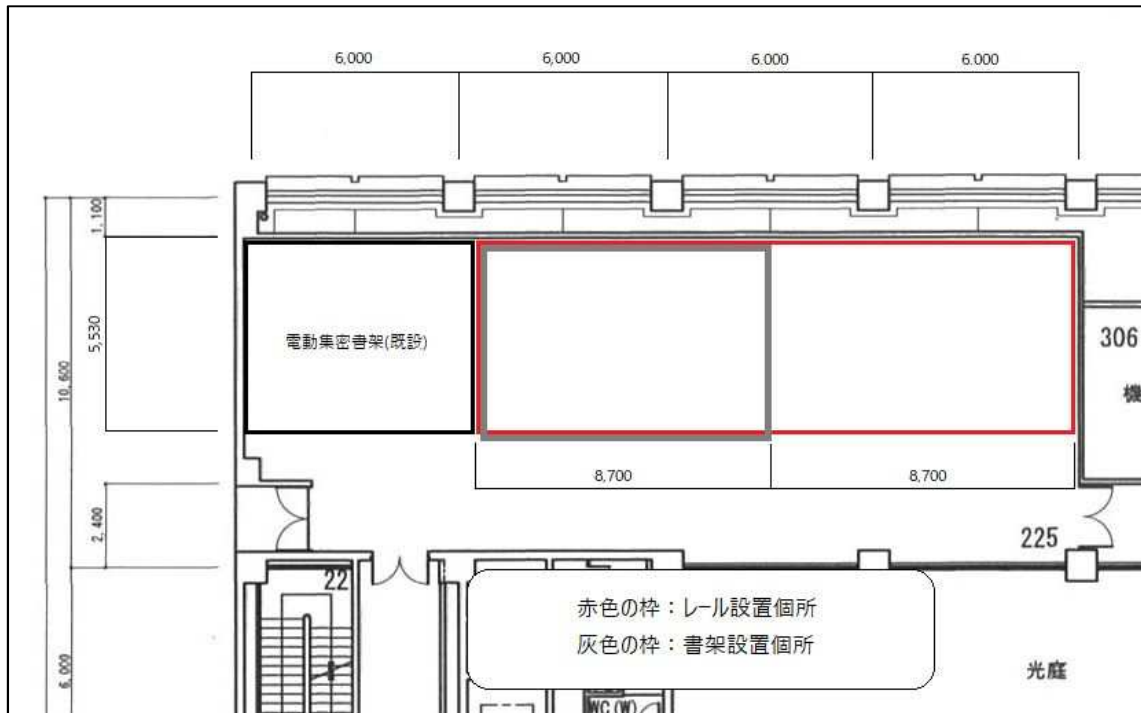 6,000
6,000
6.000
6.000
1,100
5,530
10,600
2,400
6,000
電動集密書架(既設)
8,700
8,700
306
機
225
22
赤色の枠：レール設置個所
灰色の枠：書架設置個所
光庭
WC(W)